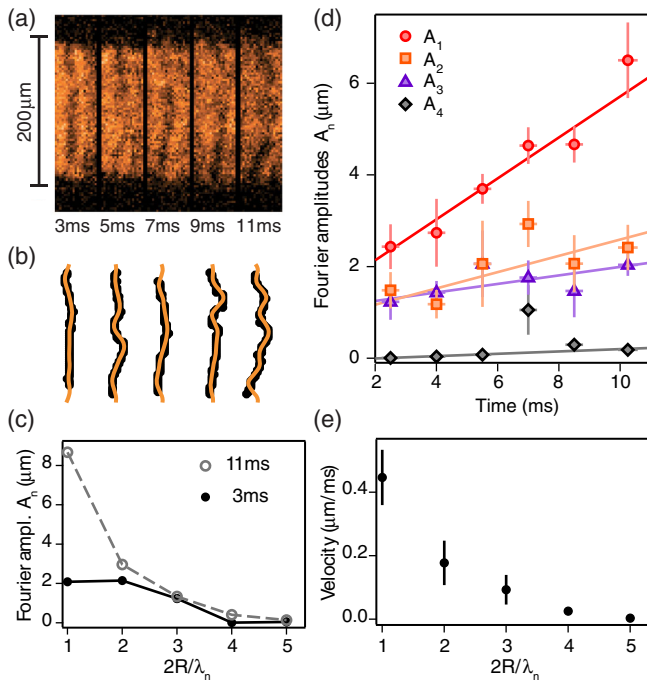 (a)
200μm
3ms 5ms 7ms 9ms 11ms
(b)
(c)
Fourier ampl. Aₙ (μm)
8
6
4
2
0
11ms
3ms
1 2 3 4 5
2R/λₙ
(d)
Fourier amplitudes Aₙ (μm)
6
4
2
0
A₁
A₂
A₃
A₄
2 4 6 8 10
Time (ms)
(e)
Velocity (μm/ms)
0.4
0.2
0.0
1 2 3 4 5
2R/λₙ